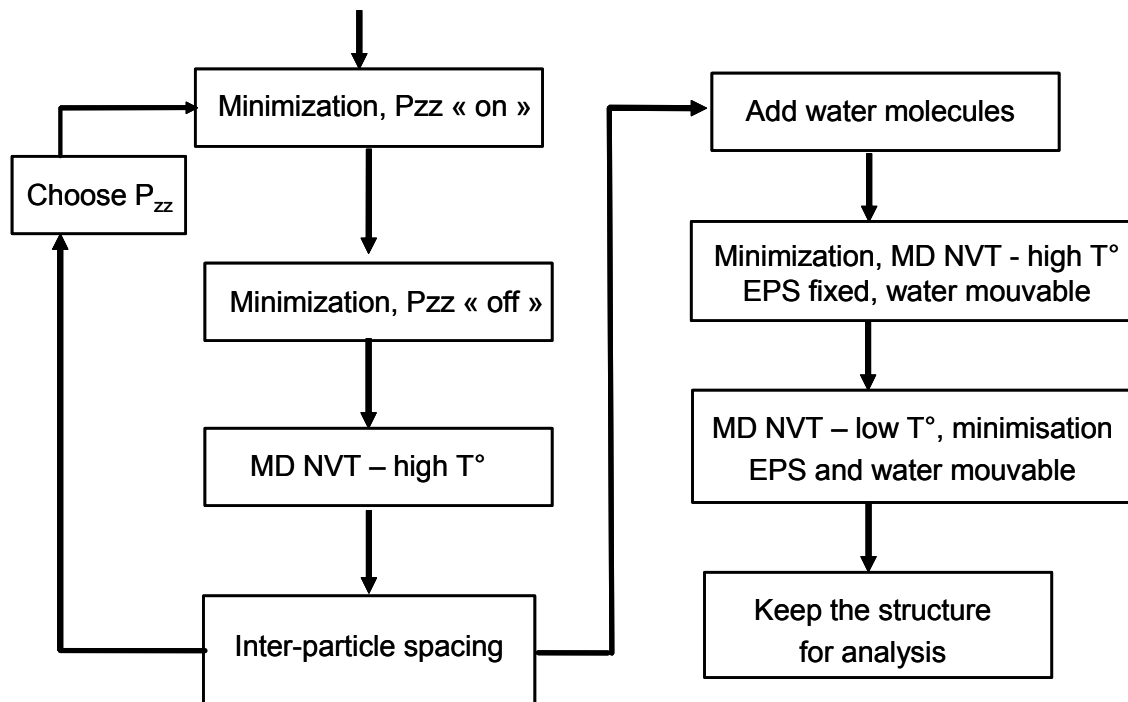 Minimization, Pzz « on »
Choose Pzz
Minimization, Pzz « off »
MD NVT – high T°
Inter-particle spacing
Add water molecules
Minimization, MD NVT - high T°
EPS fixed, water mouvable
MD NVT – low T°, minimisation
EPS and water mouvable
Keep the structure
for analysis